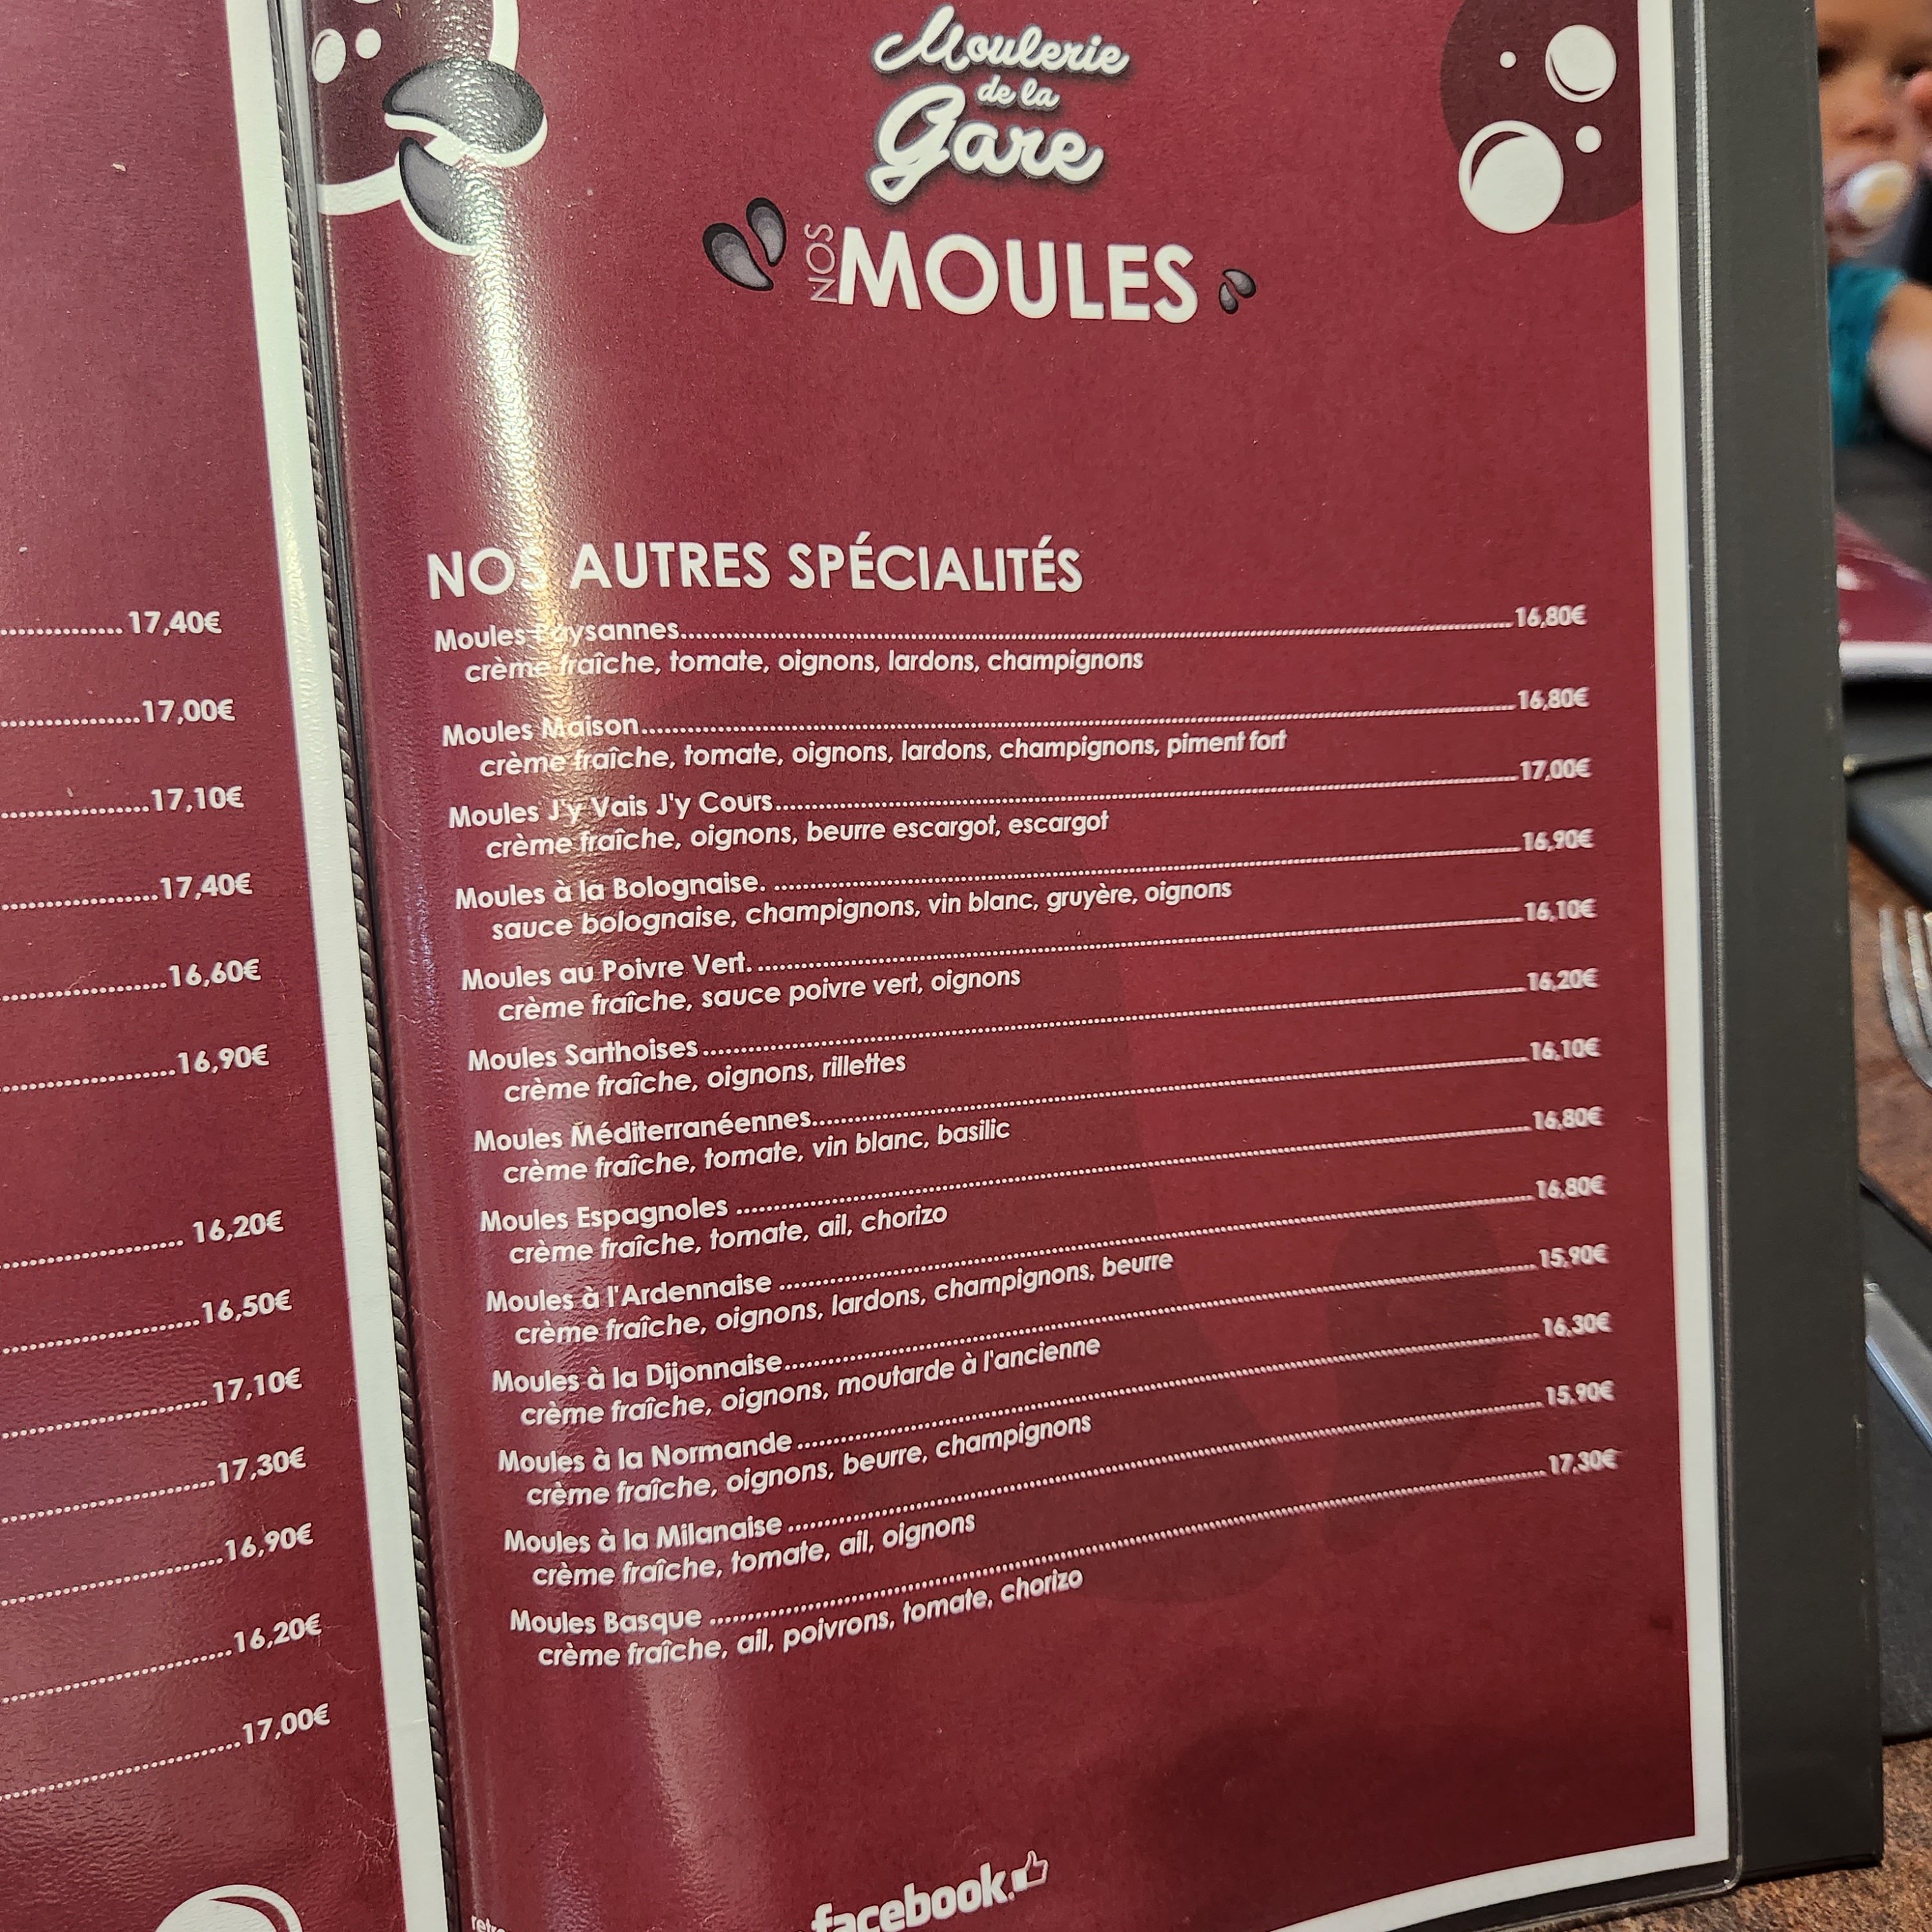 17,40€
17,00€
17,10€
17,40€
16,60€
16,90€
16,20€
16,50€
17,10€
17,30€
16,90€
16,20€
17,00€
Moulerie
de la
Gare
NOS MOULES
NOS AUTRES SPÉCIALITÉS
Moules Paysannes 16,80€
crème fraîche, tomate, oignons, lardons, champignons
Moules Maison 16,80€
crème fraîche, tomate, oignons, lardons, champignons, piment fort
Moules J'y Vais J'y Cours 17,00€
crème fraîche, oignons, beurre escargot, escargot
Moules à la Bolognaise. 16,90€
sauce bolognaise, champignons, vin blanc, gruyère, oignons
Moules au Poivre Vert. 16,10€
crème fraîche, sauce poivre vert, oignons
Moules Sarthoises 16,20€
crème fraîche, oignons, rillettes
Moules Méditerranéennes 16,10€
crème fraîche, tomate, vin blanc, basilic
Moules Espagnoles 16,80€
crème fraîche, tomate, ail, chorizo
Moules à l'Ardennaise 16,80€
crème fraîche, oignons, lardons, champignons, beurre
Moules à la Dijonnaise 15,90€
crème fraîche, oignons, moutarde à l'ancienne
Moules à la Normande 16,30€
crème fraîche, oignons, beurre, champignons
Moules à la Milanaise 15,90€
crème fraîche, tomate, ail, oignons
Moules Basque 17,30€
crème fraîche, ail, poivrons, tomate, chorizo
facebook